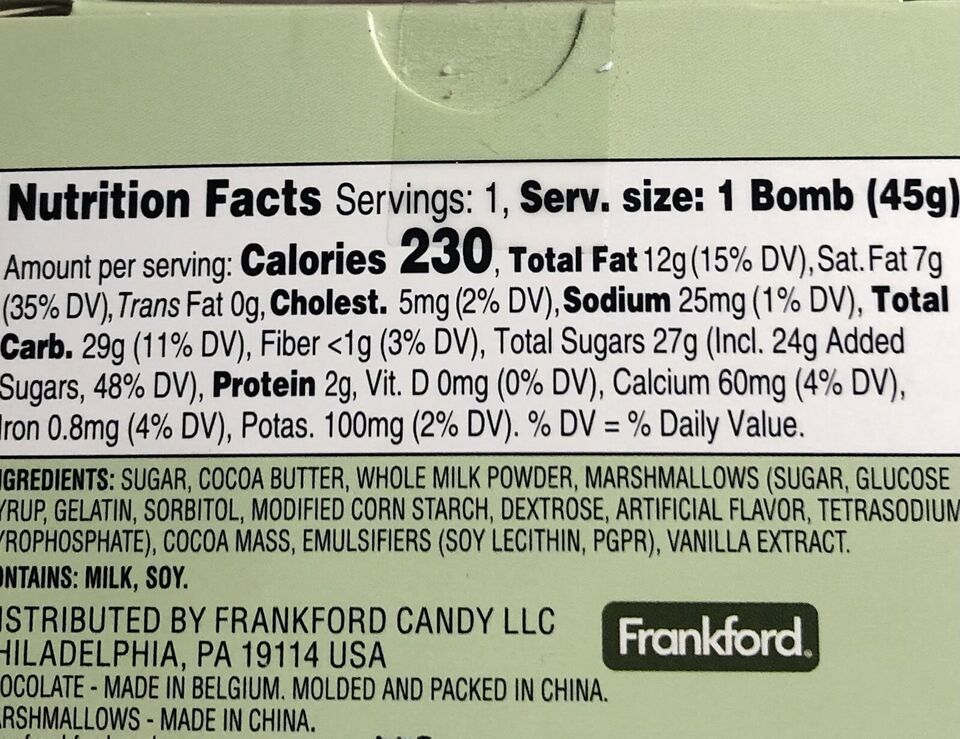 Nutrition Facts Servings: 1, Serv. size: 1 Bomb (45g)
Amount per serving: Calories 230, Total Fat 12g (15% DV), Sat. Fat 7g
(35% DV), Trans Fat 0g, Cholest. 5mg (2% DV), Sodium 25mg (1% DV), Total
Carb. 29g (11% DV), Fiber <1g (3% DV), Total Sugars 27g (Incl. 24g Added
Sugars, 48% DV), Protein 2g, Vit. D 0mg (0% DV), Calcium 60mg (4% DV),
Iron 0.8mg (4% DV), Potas. 100mg (2% DV). % DV = % Daily Value.
NGREDIENTS: SUGAR, COCOA BUTTER, WHOLE MILK POWDER, MARSHMALLOWS (SUGAR, GLUCOSE
YRUP, GELATIN, SORBITOL, MODIFIED CORN STARCH, DEXTROSE, ARTIFICIAL FLAVOR, TETRASODIUM
YROPHOSPHATE), COCOA MASS, EMULSIFIERS (SOY LECITHIN, PGPR), VANILLA EXTRACT.
ONTAINS: MILK, SOY.
ISTRIBUTED BY FRANKFORD CANDY LLC
HILADELPHIA, PA 19114 USA
Frankford.
OCOLATE - MADE IN BELGIUM. MOLDED AND PACKED IN CHINA.
RSHMALLOWS - MADE IN CHINA.